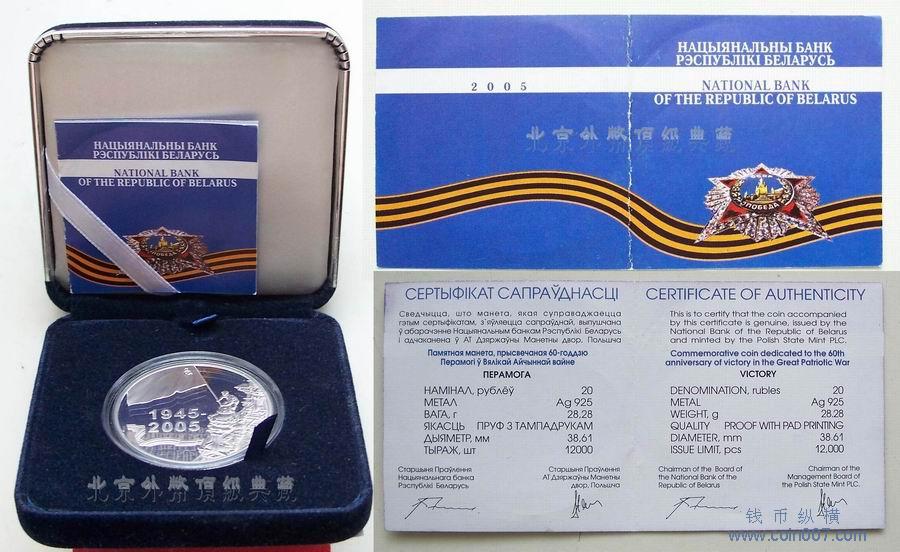 НАЦЫЯНАЛЬНЫ БАНК
РЭСПУБЛІКІ БЕЛАРУСЬ
NATIONAL BANK
OF THE REPUBLIC OF BELARUS
1945-
2005
北京外幣頂級典藏
НАЦЫЯНАЛЬНЫ БАНК
РЭСПУБЛІКІ БЕЛАРУСЬ
2005
NATIONAL BANK
OF THE REPUBLIC OF BELARUS
北京外幣頂級典藏
ПОБЕДА
СЕРТЫФІКАТ САПРАЎДНАСЦІ
Сведчыцца, што манета, якая суправаджаецца
гэтым сертыфікатам, з'яўляецца сапраўднай, выпушчана
ў абарачэнне Нацыянальным банкам Рэспублікі Беларусь
і адчаканена ў АТ Дзяржаўны Манетны двор, Польшча
Памятная манета, прысвечаная 60-годдзю
Перамогі ў Вялікай Айчыннай вайне
ПЕРАМОГА
НАМІНАЛ, рублёў 20
МЕТАЛ Ag 925
ВАГА, г 28,28
ЯКАСЦЬ ПРУФ З ТАМПАДРУКАМ
ДЫЯМЕТР, мм 38,61
ТЫРАЖ, шт 12000
Старшыня Праўлення
Нацыянальнага банка
Рэспублікі Беларусь
Старшыня Праўлення
АТ Дзяржаўны Манетны
двор, Польшча
CERTIFICATE OF AUTHENTICITY
This is to certify that the coin accompanied
by this certificate is genuine, issued by the
National Bank of the Republic of Belarus
and minted by the Polish State Mint PLC.
Commemorative coin dedicated to the 60th
anniversary of victory in the Great Patriotic War
VICTORY
DENOMINATION, rubles 20
METAL Ag 925
WEIGHT, g 28.28
QUALITY PROOF WITH PAD PRINTING
DIAMETER, mm 38.61
ISSUE LIMIT, pcs 12,000
Chairman of the Board of
the National Bank of the
Republic of Belarus
Chairman of the
Management Board of
the Polish State Mint PLC.
钱币纵横
www.coin007.com